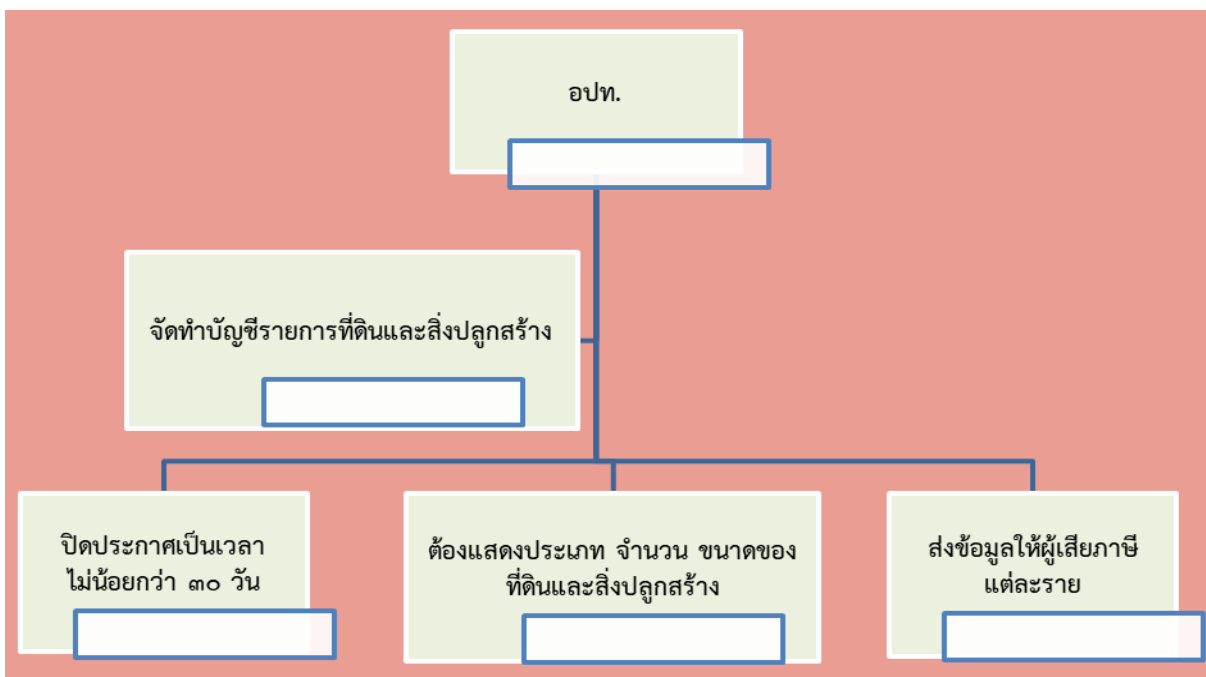 อปท.
จัดทำบัญชีรายการที่ดินและสิ่งปลูกสร้าง
ปิดประกาศเป็นเวลา
ไม่น้อยกว่า ๓๐ วัน
ต้องแสดงประเภท จำนวน ขนาดของ
ที่ดินและสิ่งปลูกสร้าง
ส่งข้อมูลให้ผู้เสียภาษี
แต่ละราย